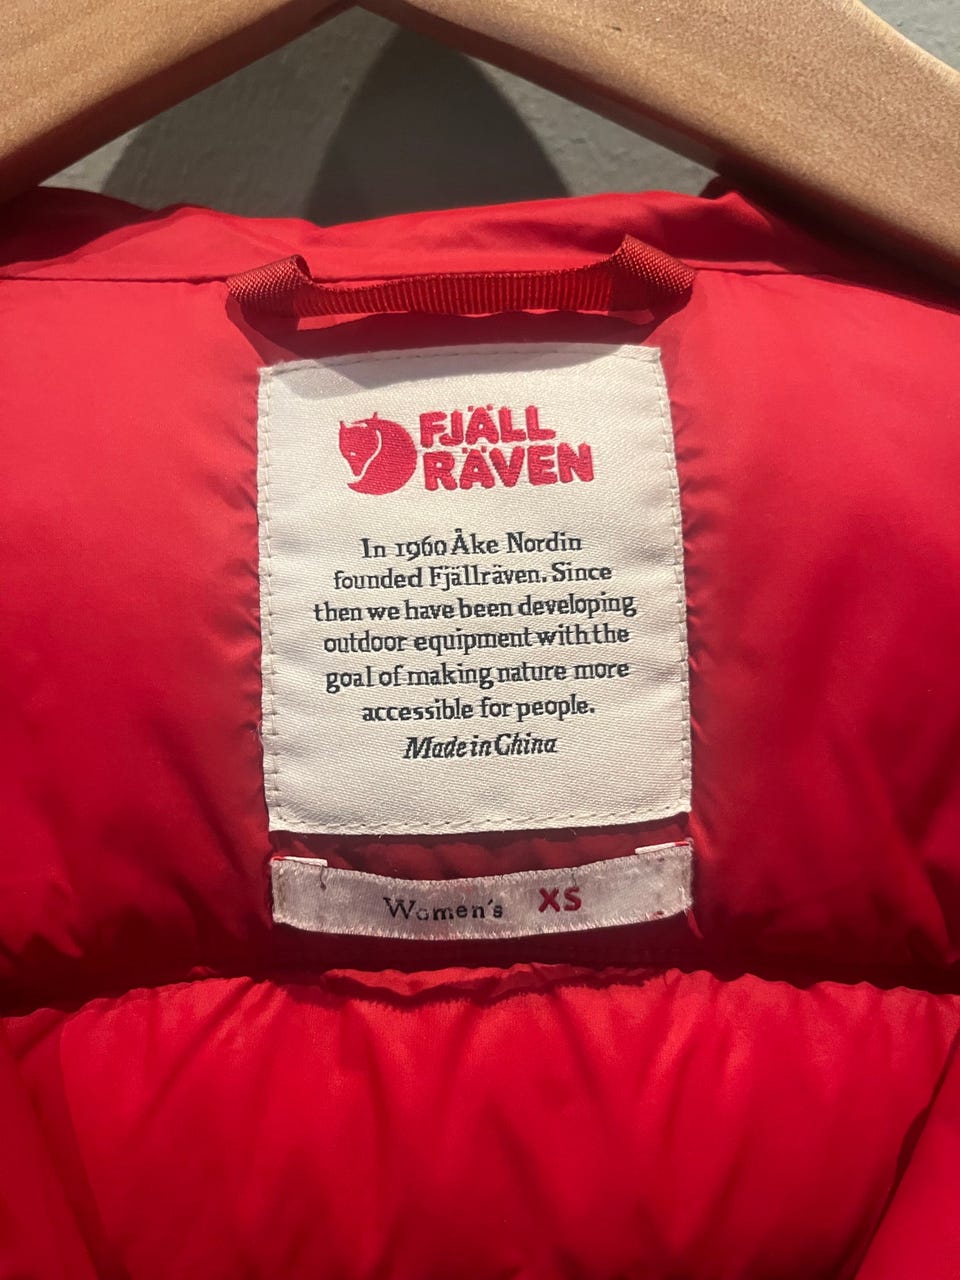 FJÄLL
RÄVEN
In 1960 Åke Nordin
founded Fjällräven. Since
then we have been developing
outdoor equipment with the
goal of making nature more
accessible for people.
Made in China
Women's XS